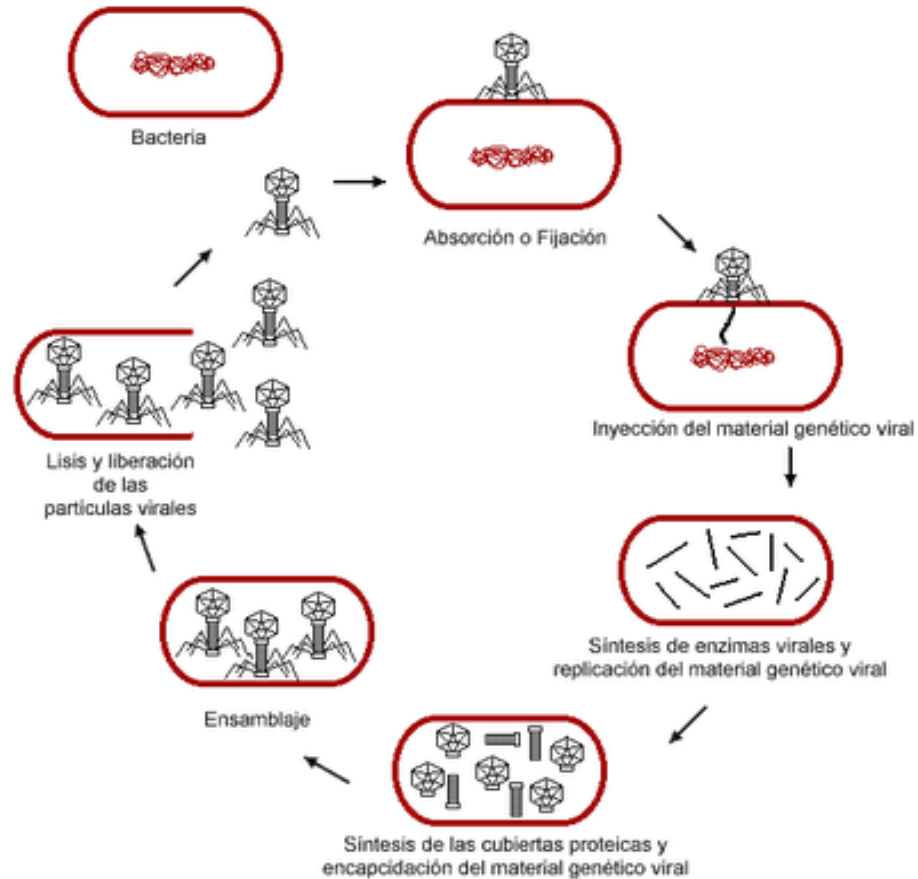 Bacteria
Absorción o Fijación
Inyección del material genético viral
Síntesis de enzimas virales y
replicación del material genético viral
Síntesis de las cubiertas proteicas y
encapcidación del material genético viral
Ensamblaje
Lisis y liberación
de las
partículas virales